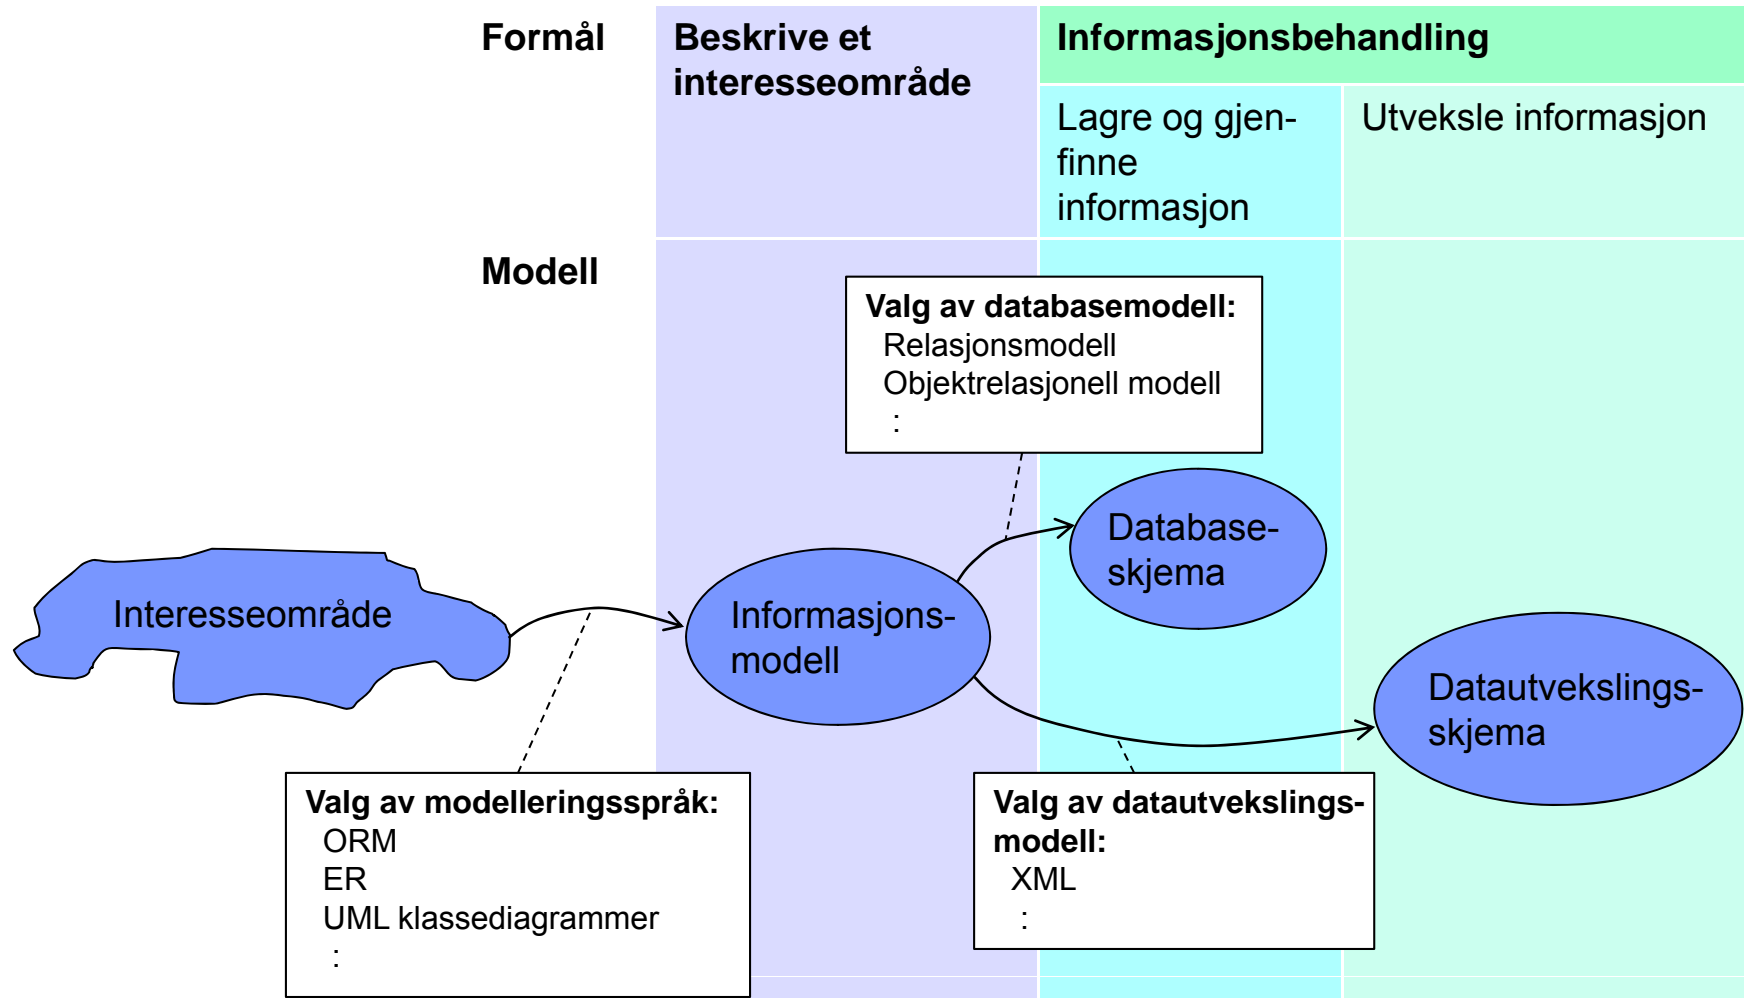 Formål
Beskrive et
interesseområde
Informasjonsbehandling
Lagre og gjen-
finne
informasjon
Utveksle informasjon
Modell
Valg av databasemodell:
Relasjonsmodell
Objektrelasjonell modell
:
Database-
skjema
Interesseområde
Informasjons-
modell
Datautvekslings-
skjema
Valg av modelleringsspråk:
ORM
ER
UML klassediagrammer
:
Valg av datautvekslings-
modell:
XML
: